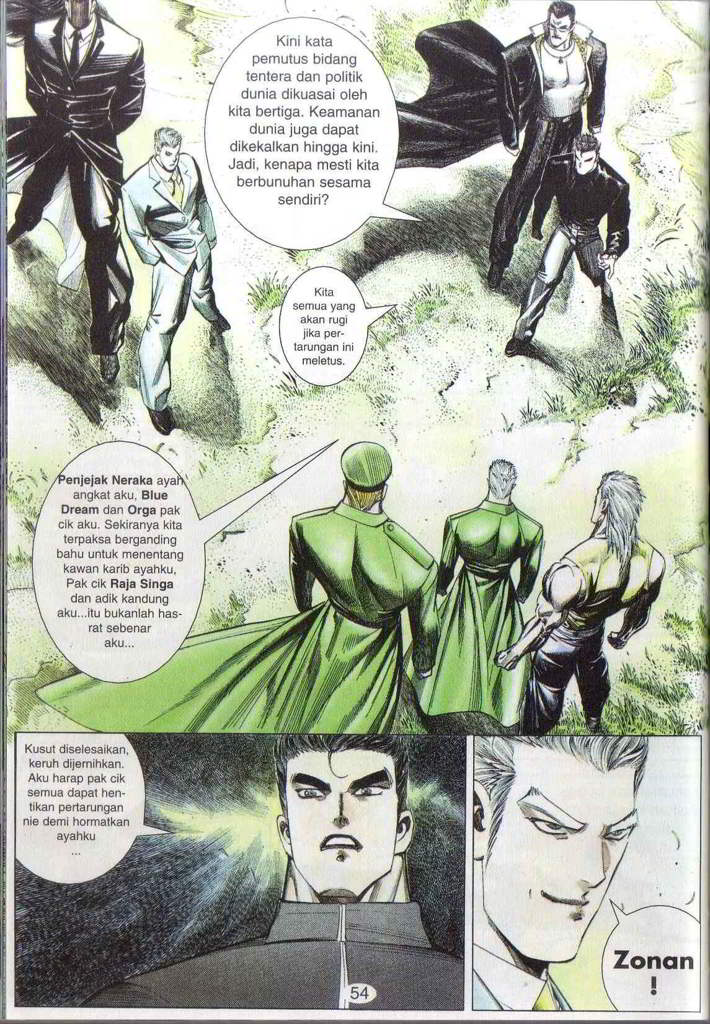 Kini kata
pemutus bidang
tentera dan politik
dunia dikuasai oleh
kita bertiga. Keamanan
dunia juga dapat
dikekalkan hingga kini.
Jadi, kenapa mesti kita
berbunuhan sesama
sendiri?
Kita
semua yang
akan rugi
jika per-
tarungan ini
meletus.
Penjejak Neraka ayah
angkat aku, Blue
Dream dan Orga pak
cik aku. Sekiranya kita
terpaksa berganding
bahu untuk menentang
kawan karib ayahku,
Pak cik Raja Singa
dan adik kandung
aku...itu bukanlah has-
rat sebenar
aku...
Kusut diselesaikan,
keruh dijernihkan.
Aku harap pak cik
semua dapat hen-
tikan pertarungan
nie demi hormatkan
ayahku
...
Zonan
!
54